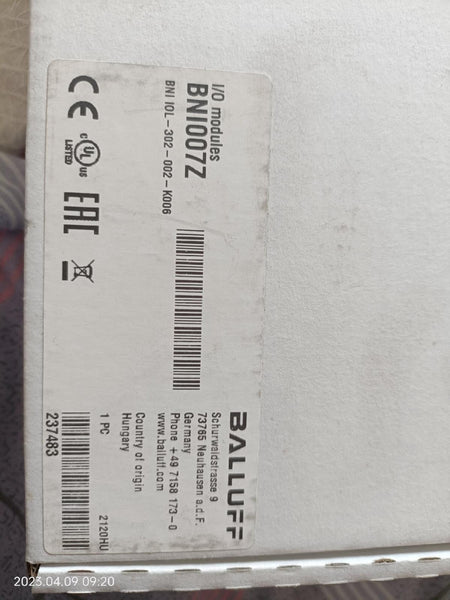 I/O modules
BNI007Z
BNI IOL-302-002-K006
CE
C UL US
LISTED
EAC
BALLUFF
Schurwaldstrasse 9
73765 Neuhausen a.d.F.
Germany
Phone +49 7158 173-0
www.balluff.com
Country of origin
Hungary
1 PC
2120HU
237483
2023.04.09 09:20